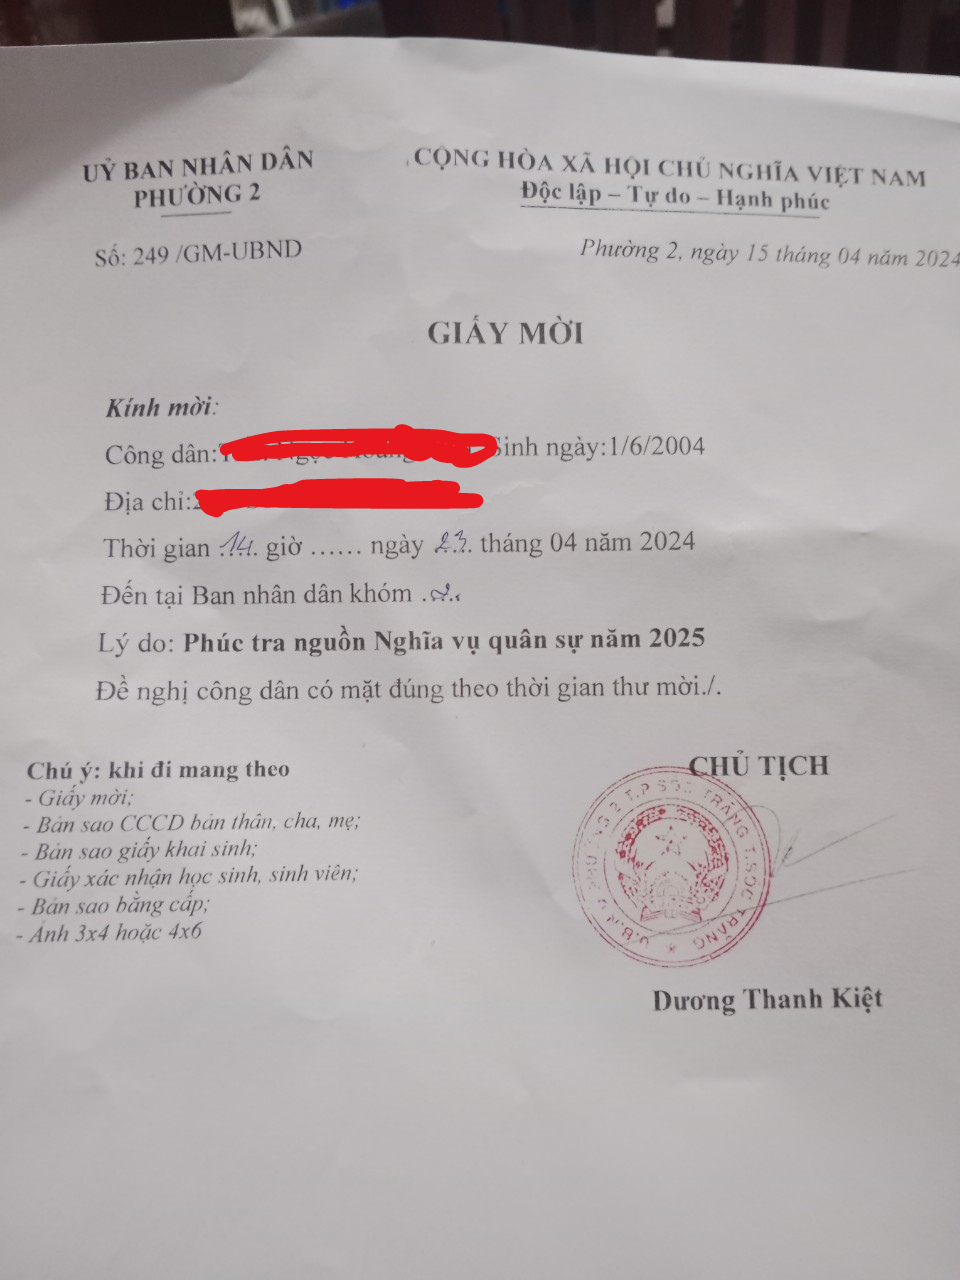 UỶ BAN NHÂN DÂN
PHƯỜNG 2
Số: 249 /GM-UBND
CỘNG HÒA XÃ HỘI CHỦ NGHĨA VIỆT NAM
Độc lập – Tự do – Hạnh phúc
Phường 2, ngày 15 tháng 04 năm 2024
GIẤY MỜI
Kính mời:
Công dân: Sinh ngày:1/6/2004
Địa chỉ:
Thời gian .14. giờ ...... ngày 23. tháng 04 năm 2024
Đến tại Ban nhân dân khóm
Lý do: Phúc tra nguồn Nghĩa vụ quân sự năm 2025
Đề nghị công dân có mặt đúng theo thời gian thư mời./.
Chú ý: khi đi mang theo
- Giấy mời;
- Bản sao CCCD bản thân, cha, mẹ;
- Bản sao giấy khai sinh;
- Giấy xác nhận học sinh, sinh viên;
- Bản sao bằng cấp;
- Ảnh 3x4 hoặc 4x6
CHỦ TỊCH
U.B.N.D PHƯỜNG 2 T.P SÓC TRĂNG T.SÓC TRĂNG
Dương Thanh Kiệt